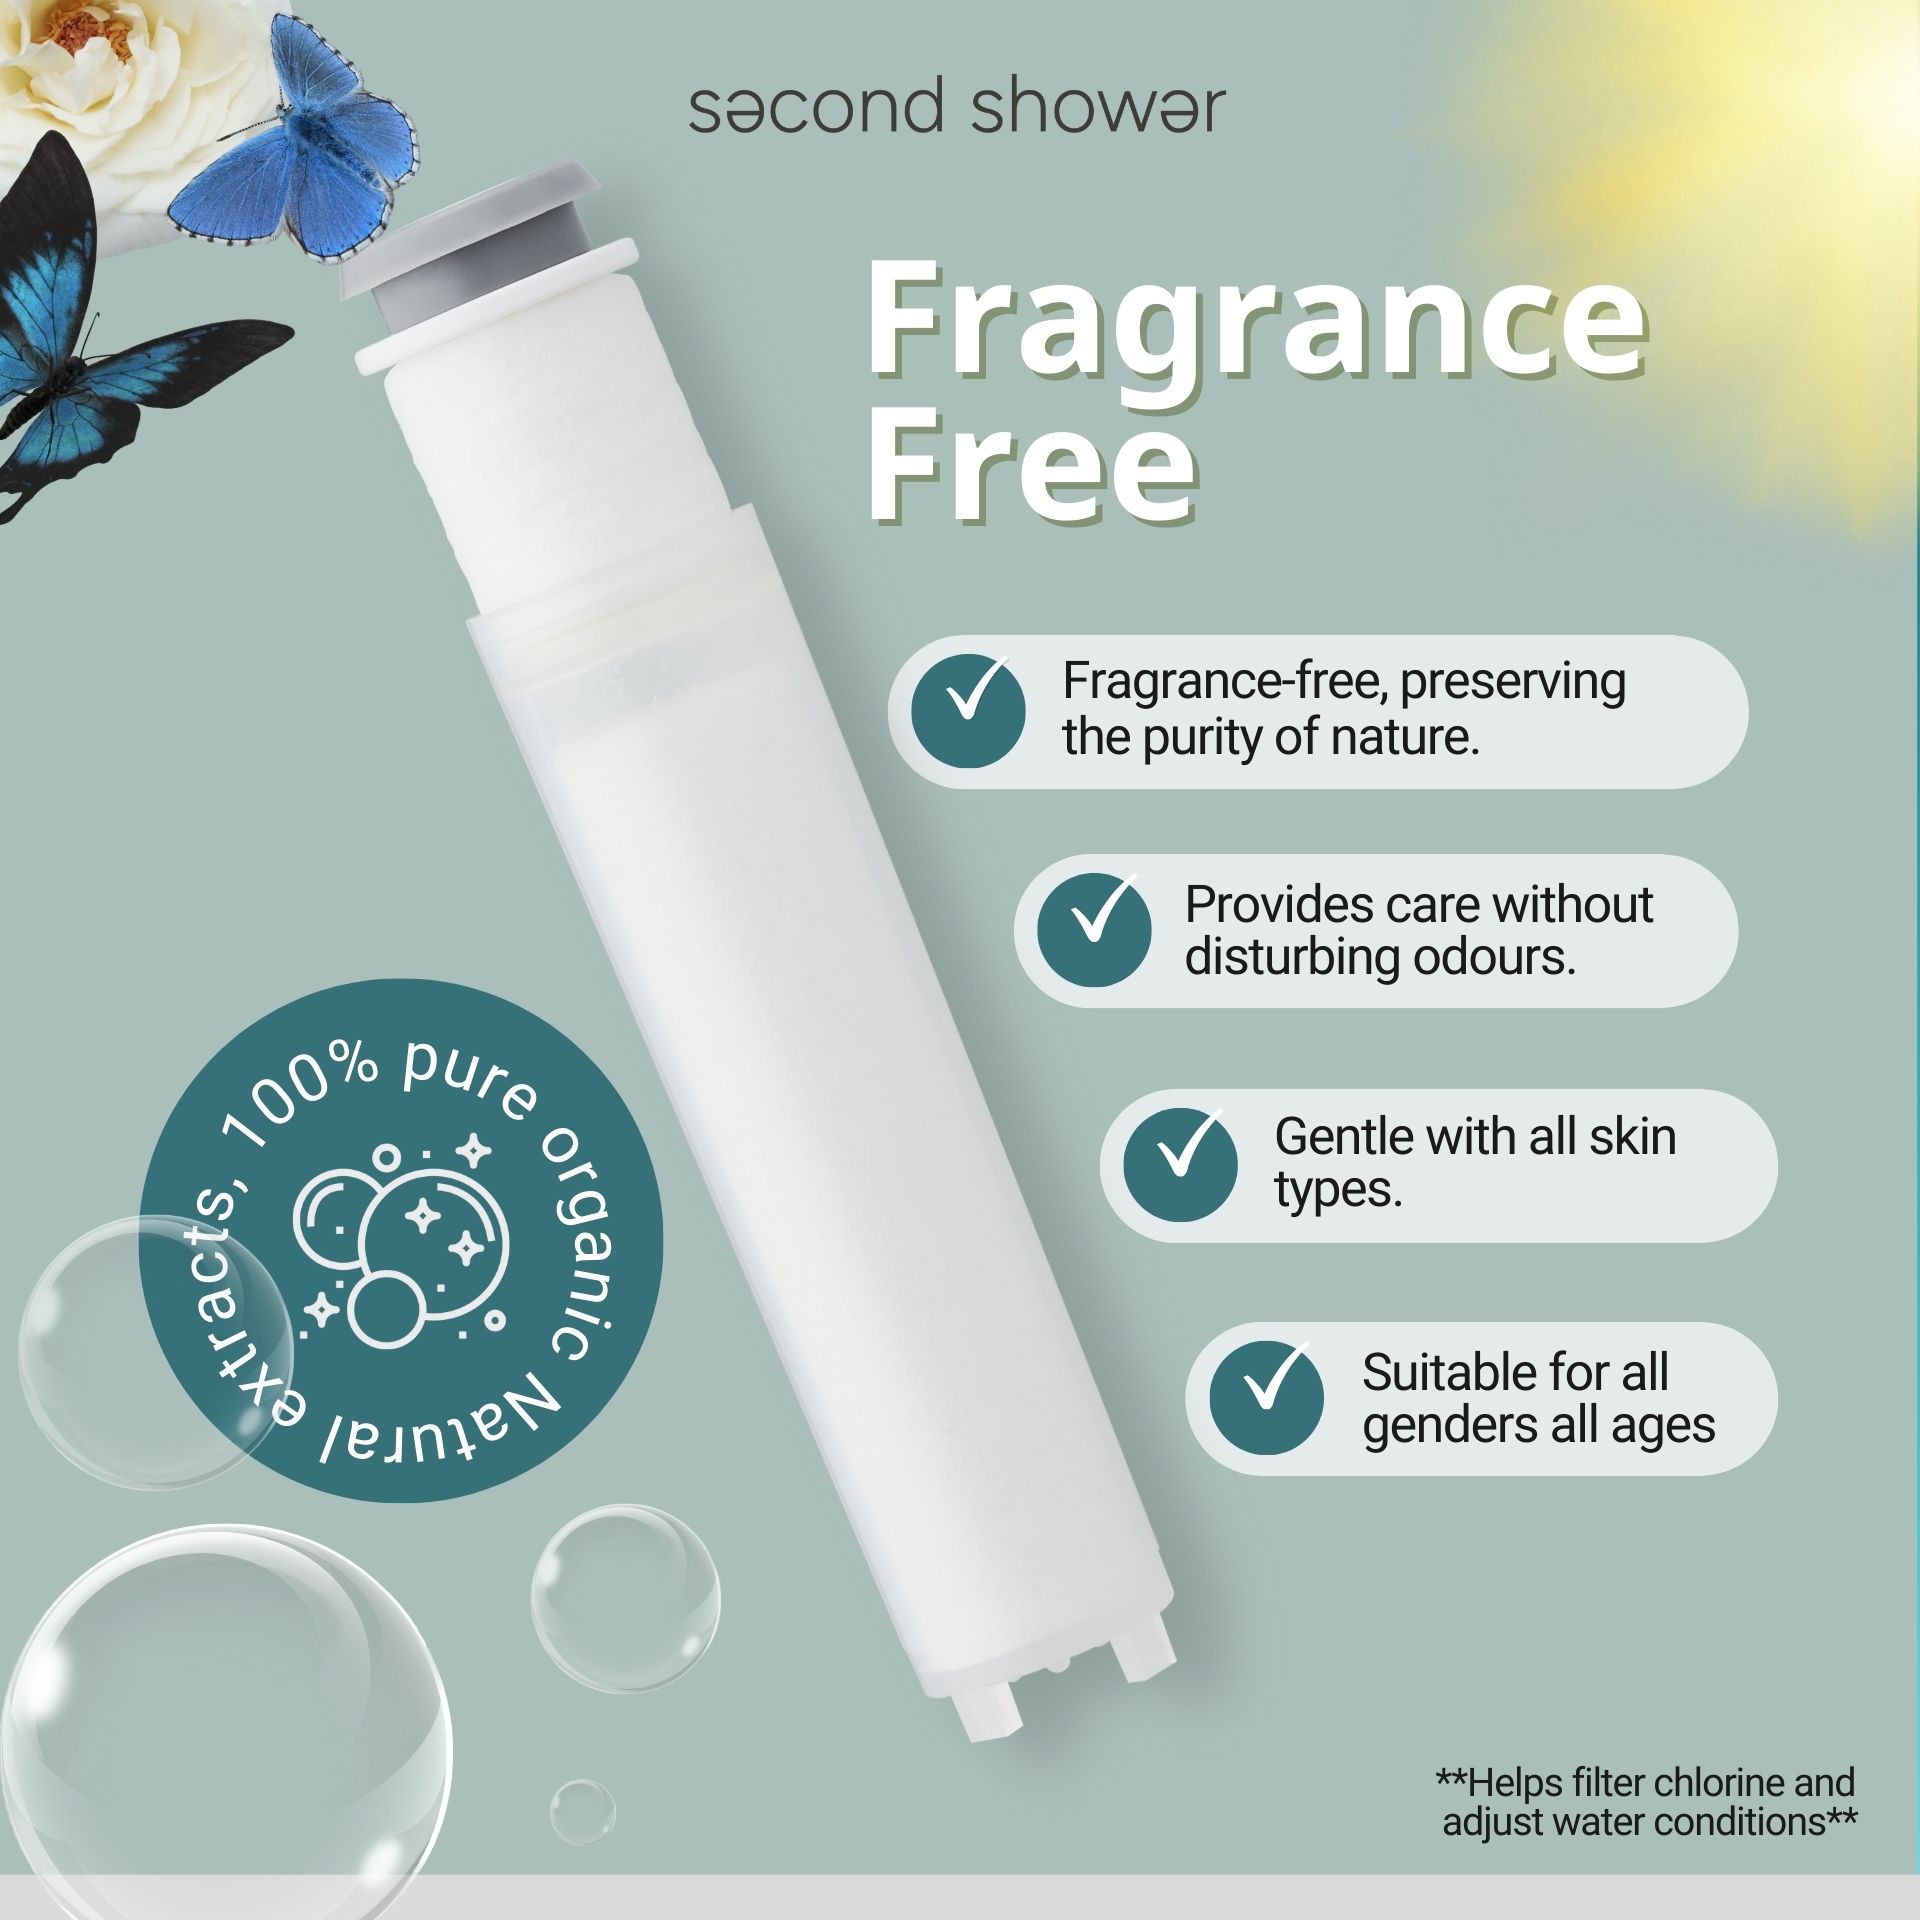 səcond showər
Fragrance
Free
Fragrance-free, preserving
the purity of nature.
Provides care without
disturbing odours.
Gentle with all skin
types.
Suitable for all
genders all ages
100% pure organic Natural extracts,
**Helps filter chlorine and
adjust water conditions**